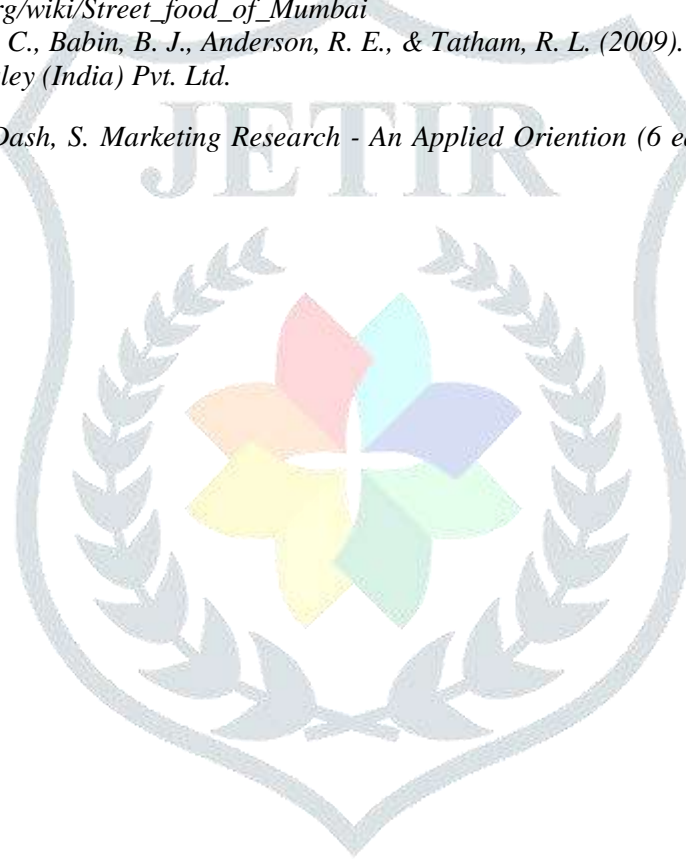 rg/wiki/Street_food_of_Mumbai
C., Babin, B. J., Anderson, R. E., & Tatham, R. L. (2009).
ley (India) Pvt. Ltd.
Dash, S. Marketing Research - An Applied Oriention (6 e
JETIR